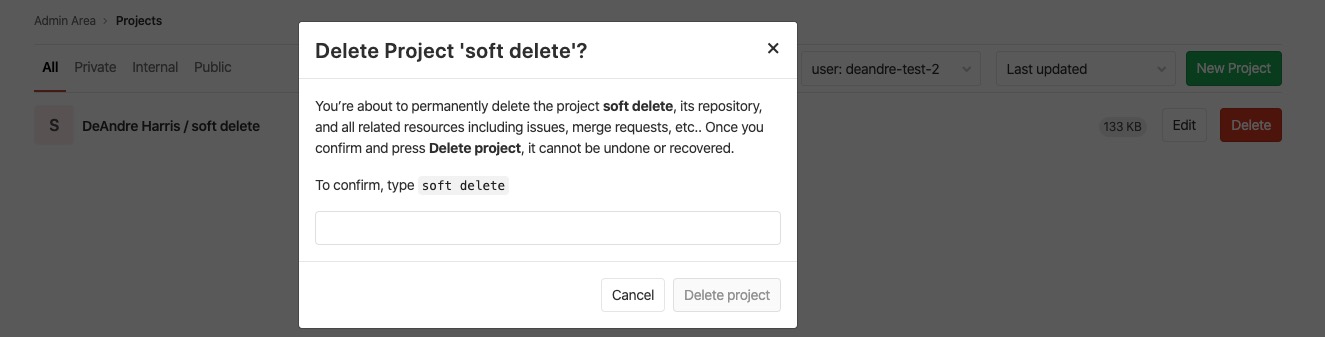 Admin Area › Projects
Delete Project 'soft delete'?
All Private Internal Public
user: deandre-test-2
Last updated
New Project
S
DeAndre Harris / soft delete
133 KB
Edit
Delete
You’re about to permanently delete the project soft delete, its repository,
and all related resources including issues, merge requests, etc.. Once you
confirm and press Delete project, it cannot be undone or recovered.
To confirm, type soft delete
Cancel
Delete project